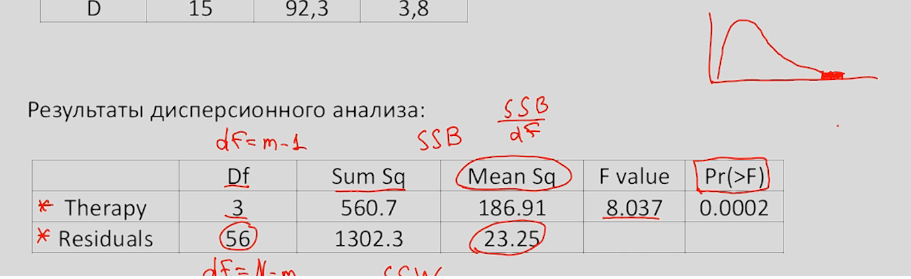 D 15 92,3 3,8
SSB
dF
Результаты дисперсионного анализа:
dF=m-1 SSB
Df Sum Sq Mean Sq F value Pr(>F)
* Therapy 3 560.7 186.91 8.037 0.0002
* Residuals 56 1302.3 23.25
dF=N-m SSW